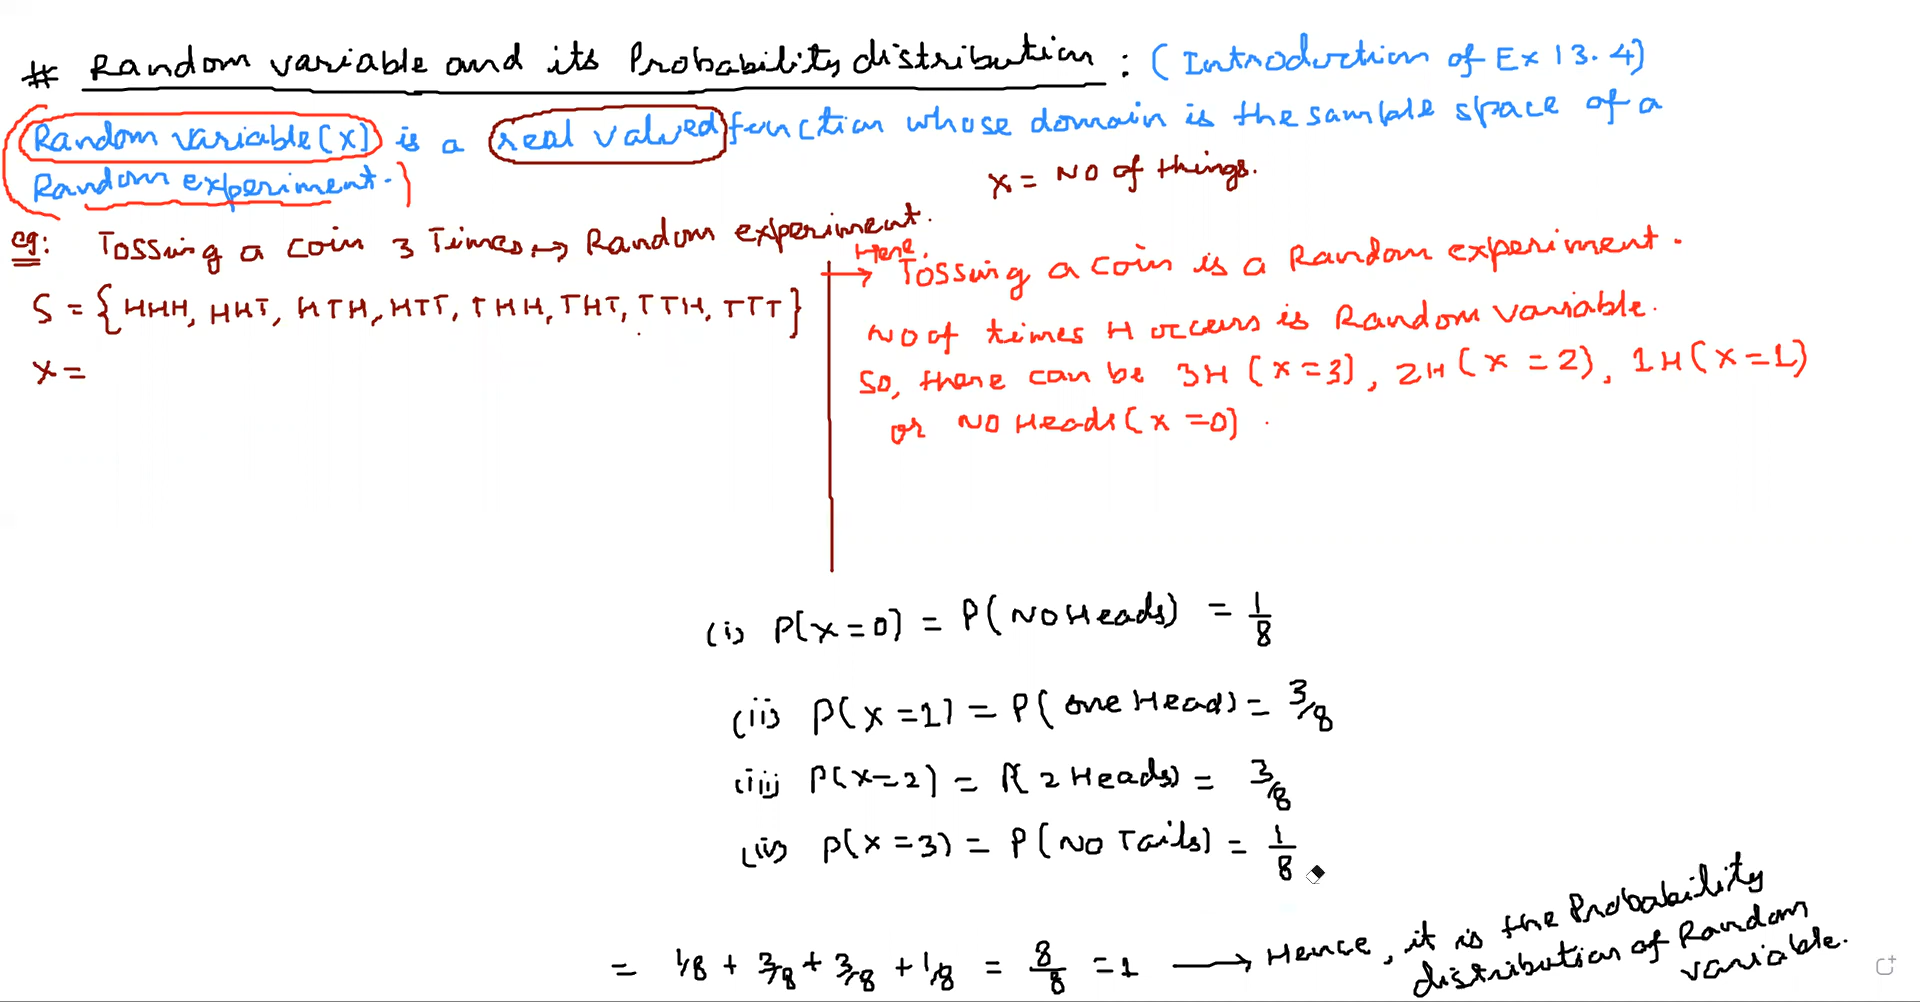 # Random variable and its Probability distribution : (Introduction of Ex 13.4)
Random variable (X) is a real valued function whose domain is the sample space of a
Random experiment.
X = No of things.
eg: Tossing a coin 3 Times → Random experiment.
S = {HHH, HHT, HTH, HTT, THH, THT, TTH, TTT}
X =
Here,
→ Tossing a coin is a Random experiment.
No of times H occurs is Random variable.
So, there can be 3H (X=3), 2H (X=2), 1H (X=1)
or No Heads (X=0).
(i) P(X=0) = P(No Heads) = 1/8
(ii) P(X=1) = P(one Head) = 3/8
(iii) P(X=2) = P(2 Heads) = 3/8
(iv) P(X=3) = P(No Tails) = 1/8
= 1/8 + 3/8 + 3/8 + 1/8 = 8/8 = 1 → Hence, it is the Probability
distribution of Random
variable.